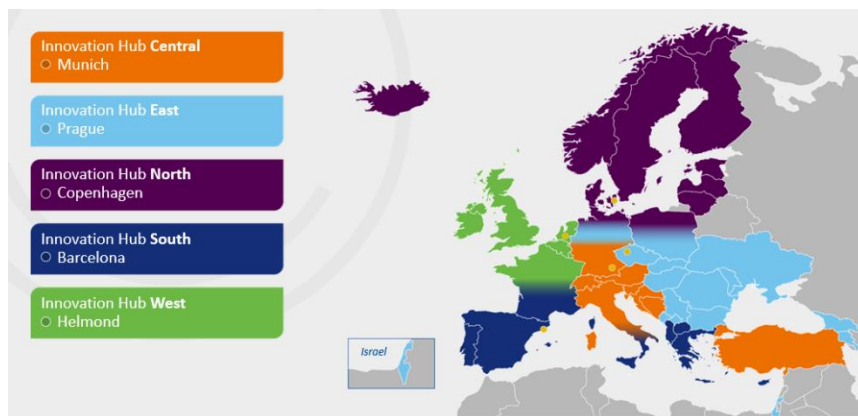 Innovation Hub Central
Munich
Innovation Hub East
Prague
Innovation Hub North
Copenhagen
Innovation Hub South
Barcelona
Innovation Hub West
Helmond
Israel